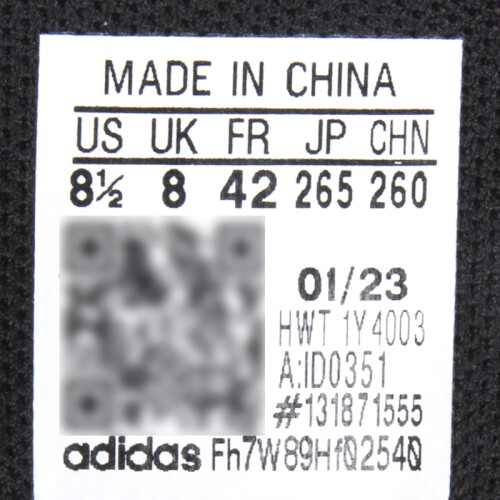 MADE IN CHINA
US UK FR JP CHN
8½ 8 42 265 260
01/23
HWT 1Y4003
A:ID0351
#131871555
adidas Fh7W89Hf02540